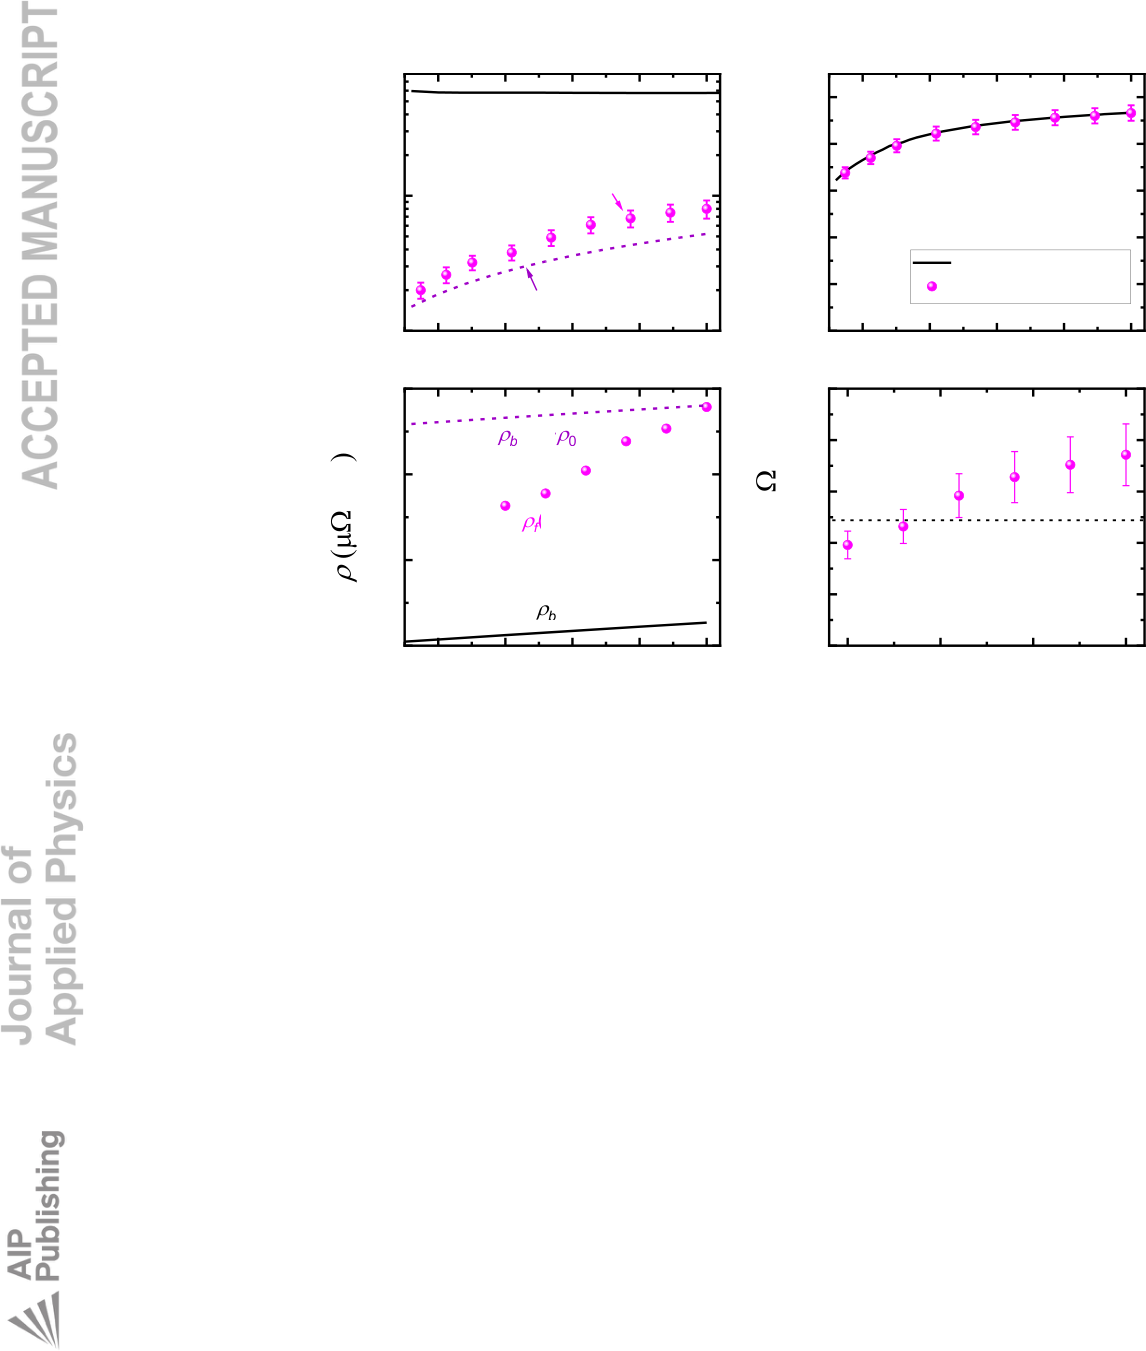 ACCEPTED MANUSCRIPT
ρb ρ0
ρ (μΩ )
Ω
ρf
ρb
Journal of
Applied Physics
AIP
Publishing